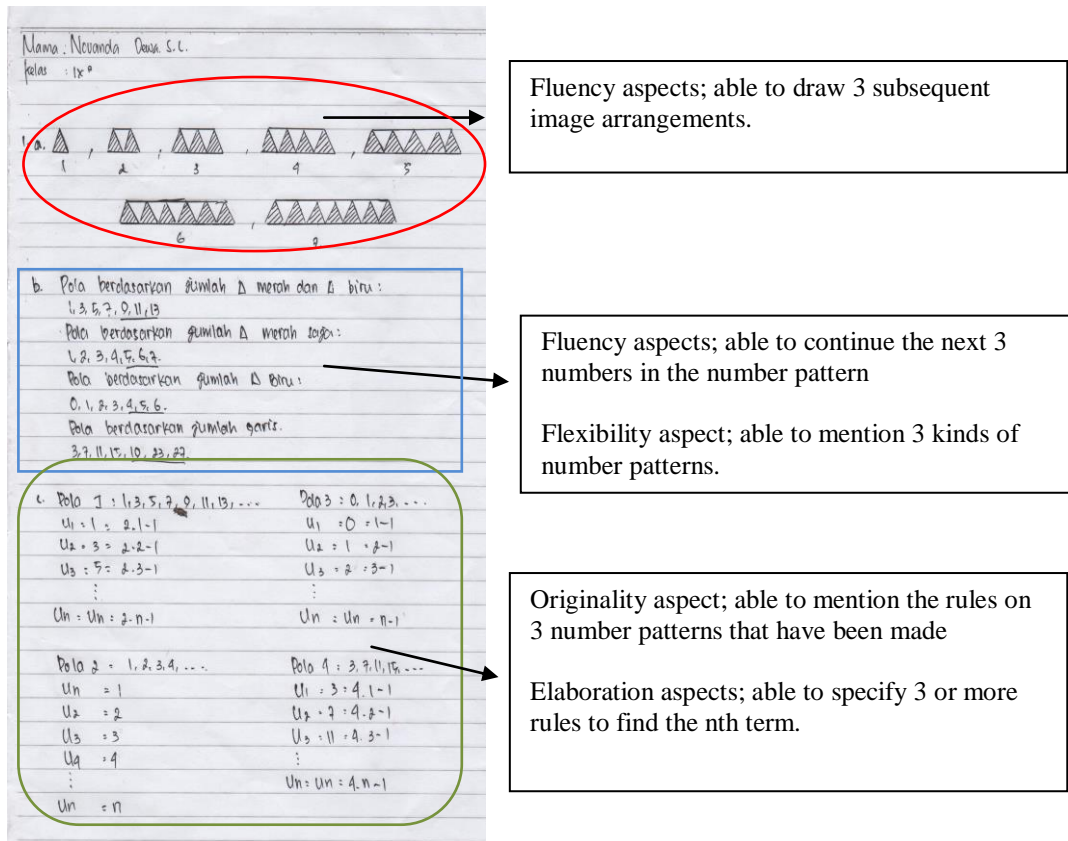 Nama : Novanda Dewa. S. C.
Kelas : IX
1. a.
1 , 2 , 3 , 4 , 5
6 , 7
Fluency aspects; able to draw 3 subsequent
image arrangements.
b. Pola berdasarkan jumlah Δ merah dan Δ biru :
1, 3, 5, 7, 9, 11, 13
Pola berdasarkan jumlah Δ merah saja :
1, 2, 3, 4, 5, 6, 7.
Pola berdasarkan jumlah Δ Biru :
0, 1, 2, 3, 4, 5, 6.
Pola berdasarkan jumlah garis.
3, 7, 11, 15, 19, 23, 27.
Fluency aspects; able to continue the next 3
numbers in the number pattern
Flexibility aspect; able to mention 3 kinds of
number patterns.
c. Pola I : 1, 3, 5, 7, 9, 11, 13, ...
U1 = 1 = 2.1-1
U2 = 3 = 2.2-1
U3 = 5 = 2.3-1
⋮
Un = Un = 2.n-1
Pola 3 = 0, 1, 2, 3. ...
U1 = 0 = 1-1
U2 = 1 = 2-1
U3 = 2 = 3-1
⋮
Un = Un = n-1
Pola 2 = 1, 2, 3, 4, ....
Un = 1
U2 = 2
U3 = 3
U4 = 4
⋮
Un = n
Pola 4 : 3, 7, 11, 15, ...
U1 = 3 = 4.1-1
U2 = 7 = 4.2-1
U3 = 11 = 4.3-1
⋮
Un = Un = 4.n-1
Originality aspect; able to mention the rules on
3 number patterns that have been made
Elaboration aspects; able to specify 3 or more
rules to find the nth term.